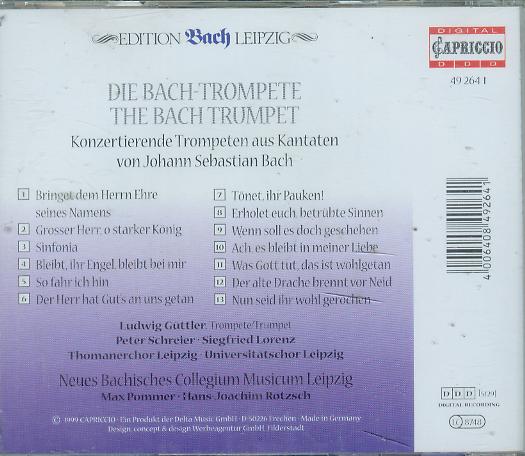 EDITION Bach LEIPZIG
DIGITAL
CAPRICCIO
D D D
49 264 1
DIE BACH-TROMPETE
THE BACH TRUMPET
Konzertierende Trompeten aus Kantaten
von Johann Sebastian Bach
1 Bringet dem Herrn Ehre
seines Namens
2 Grosser Herr, o starker König
3 Sinfonia
4 Bleibt, ihr Engel, bleibt bei mir
5 So fahr ich hin
6 Der Herr hat Guts an uns getan
7 Tönet, ihr Pauken!
8 Erholet euch, betrübte Sinnen
9 Wenn soll es doch geschehen
10 Ach, es bleibt in meiner Liebe
11 Was Gott tut, das ist wohlgetan
12 Der alte Drache brennt vor Neid
13 Nun seid ihr wohl gerochen
4 006408 492641
Ludwig Güttler, Trompete/Trumpet
Peter Schreier · Siegfried Lorenz
Thomanerchor Leipzig · Universitätschor Leipzig
Neues Bachisches Collegium Musicum Leipzig
Max Pommer · Hans-Joachim Rotzsch
© 1999 CAPRICCIO · Ein Produkt der Delta Music GmbH · D-50226 Frechen · Made in Germany
Design, concept & design Werbeagentur GmbH, Filderstadt
DDD
DIGITAL RECORDING
LC 8748